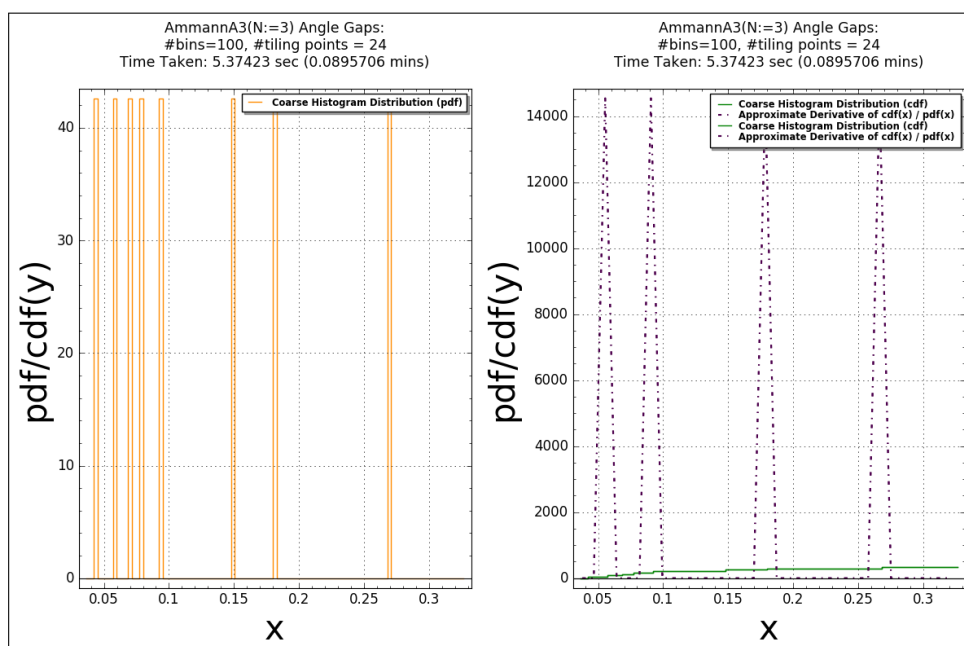 AmmannA3(N:=3) Angle Gaps:
#bins=100, #tiling points = 24
Time Taken: 5.37423 sec (0.0895706 mins)
Coarse Histogram Distribution (pdf)
pdf/cdf(y)
40
30
20
10
0
0.05 0.1 0.15 0.2 0.25 0.3
x
AmmannA3(N:=3) Angle Gaps:
#bins=100, #tiling points = 24
Time Taken: 5.37423 sec (0.0895706 mins)
Coarse Histogram Distribution (cdf)
Approximate Derivative of cdf(x) / pdf(x)
Coarse Histogram Distribution (cdf)
Approximate Derivative of cdf(x) / pdf(x)
pdf/cdf(y)
14000
12000
10000
8000
6000
4000
2000
0
0.05 0.1 0.15 0.2 0.25 0.3
x